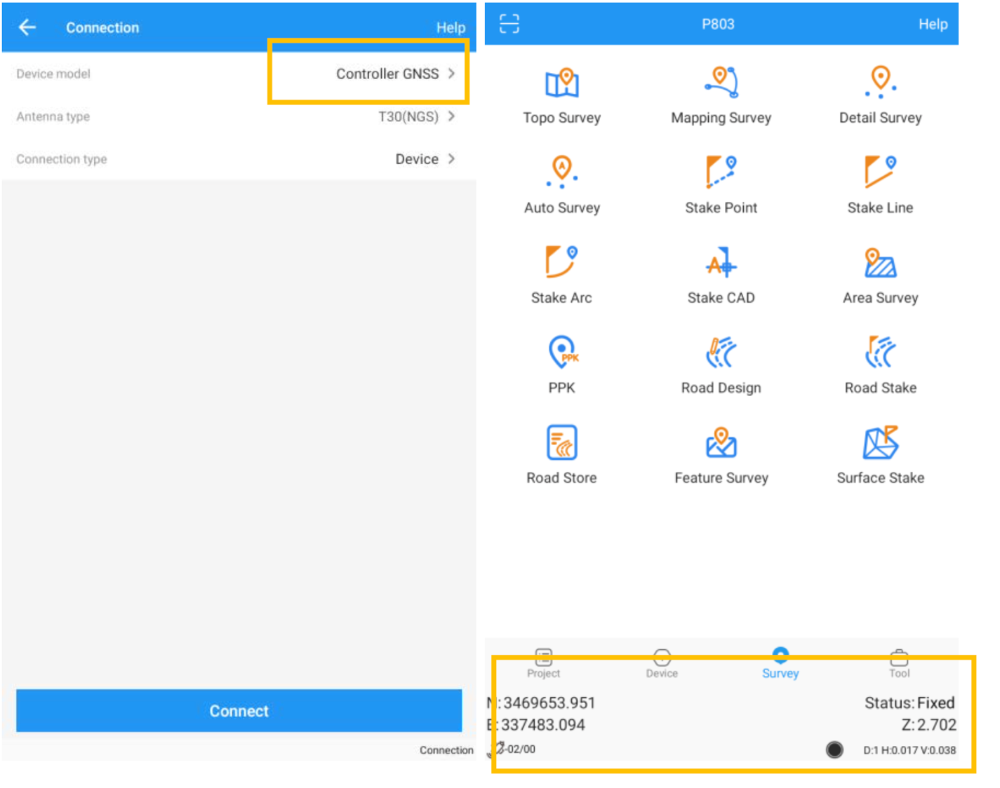 Connection
Help
Device model
Controller GNSS
Antenna type
T30(NGS)
Connection type
Device
Connect
Connection
P803
Help
Topo Survey
Mapping Survey
Detail Survey
A
Auto Survey
Stake Point
Stake Line
A
Stake Arc
Stake CAD
Area Survey
PPK
PPK
Road Design
Road Stake
Road Store
Feature Survey
Surface Stake
Project
Device
Survey
Tool
N:3469653.951
Status:Fixed
E:337483.094
Z:2.702
-02/00
D:1 H:0.017 V:0.038